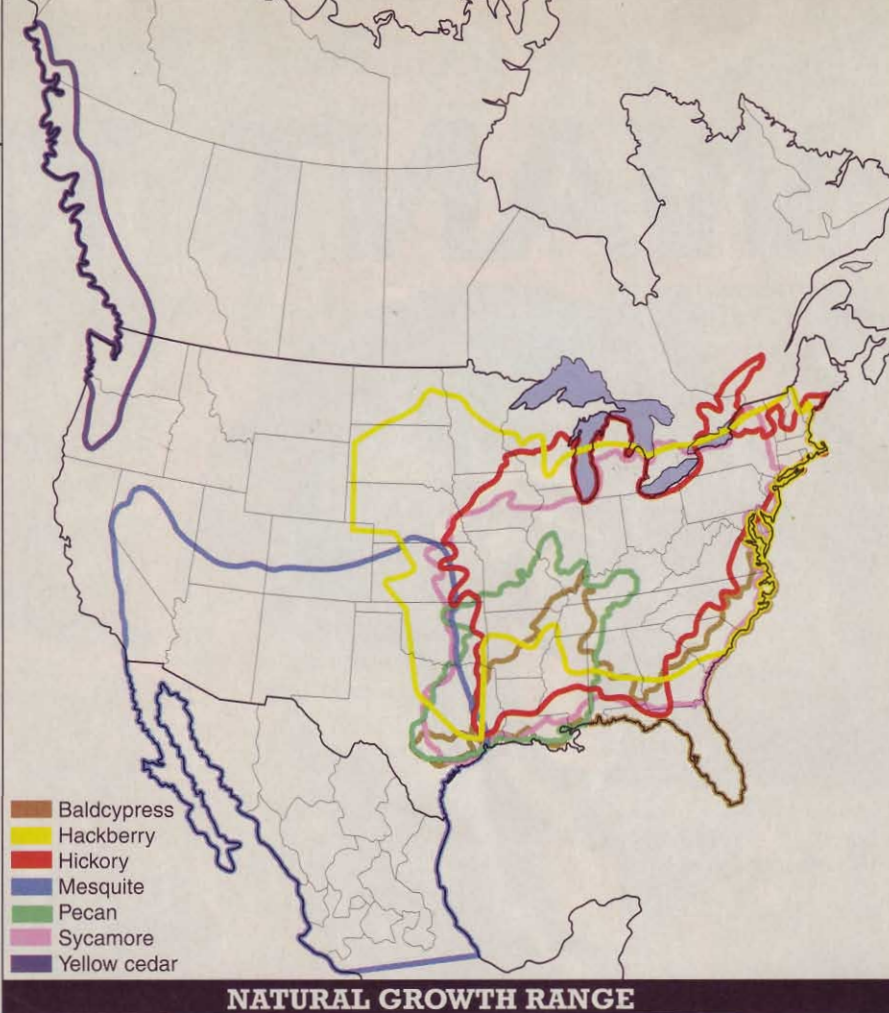 Baldcypress
Hackberry
Hickory
Mesquite
Pecan
Sycamore
Yellow cedar
NATURAL GROWTH RANGE